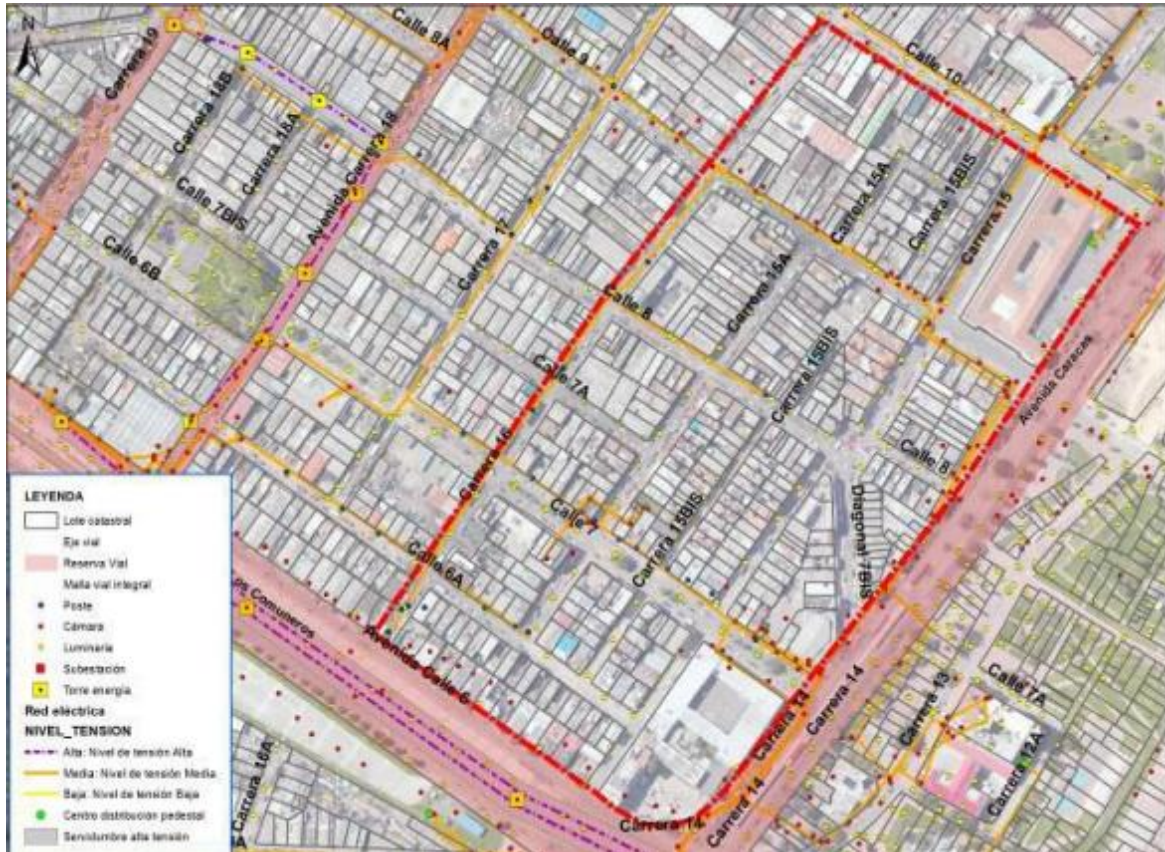 N
Carrera 19
Calle 8A
Calle 9
Calle 10
Carrera 18B
Carrera 18A
Avenida Carrera 18
Calle 7BIS
Calle 6B
Carrera 17
Carrera 15A
Carrera 15BIS
Carrera 15
Calle 8
Carrera 15A
Calle 7A
Carrera 15BIS
Avenida Caracas
Carrera 16
Calle 8
Calle 7
Carrera 15BIS
Diagonal 7BIS
Calle 6A
os Comuneros
Avenida Calle 6
Calle 7A
Carrera 13
Carrera 14
Carrera 13
Carrera 12A
Carrera 14
Carrera 14
Carrera 18A
LEYENDA
Lote catastral
Eje vial
Reserva Vial
Malla vial integral
Poste
Cámara
Luminaria
Subestación
Torre energía
Red eléctrica
NIVEL_TENSION
Alta: Nivel de tensión Alta
Media: Nivel de tensión Media
Baja: Nivel de tensión Baja
Centro distribución pedestal
Servidumbre alta tensión